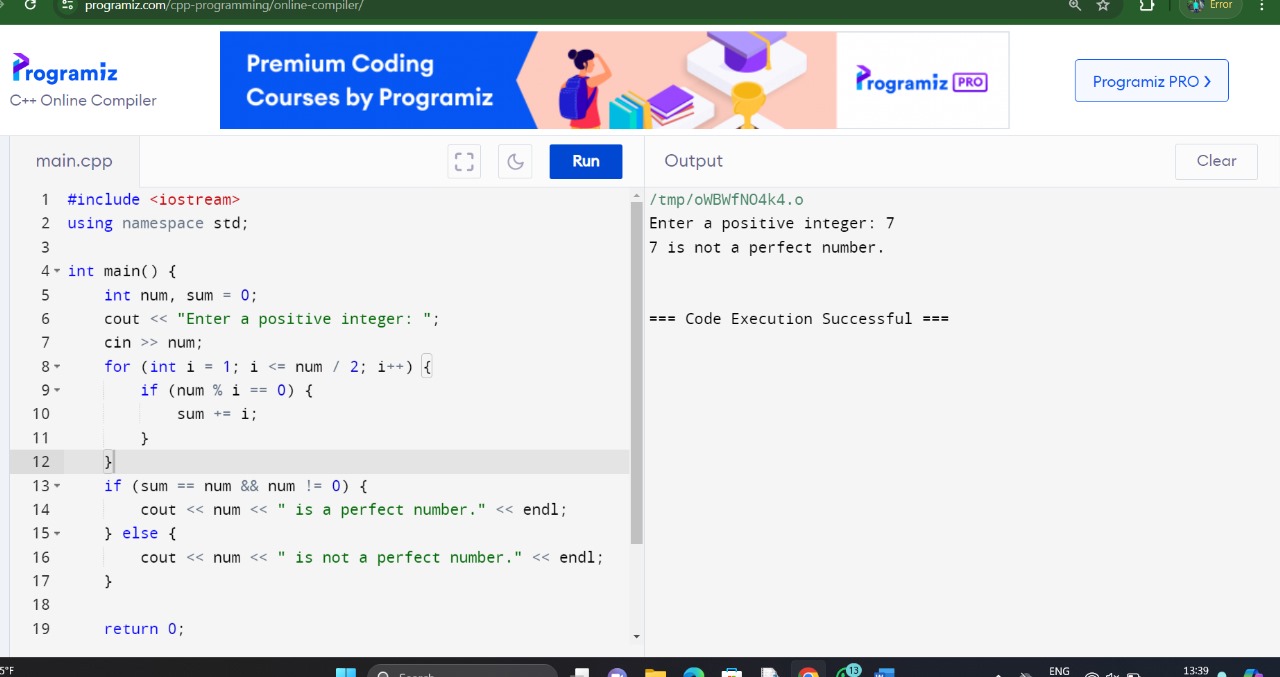 programiz.com/cpp-programming/online-compiler/
Error
Programiz
C++ Online Compiler
Premium Coding
Courses by Programiz
Programiz PRO
Programiz PRO ❯
main.cpp
Run
Output
Clear
1 #include <iostream>
2 using namespace std;
3
4 int main() {
5     int num, sum = 0;
6     cout << "Enter a positive integer: ";
7     cin >> num;
8     for (int i = 1; i <= num / 2; i++) {
9         if (num % i == 0) {
10             sum += i;
11         }
12     }
13     if (sum == num && num != 0) {
14         cout << num << " is a perfect number." << endl;
15     } else {
16         cout << num << " is not a perfect number." << endl;
17     }
18
19     return 0;
/tmp/oWBWfNO4k4.o
Enter a positive integer: 7
7 is not a perfect number.
=== Code Execution Successful ===
5°F
Search
13
ENG
13:39